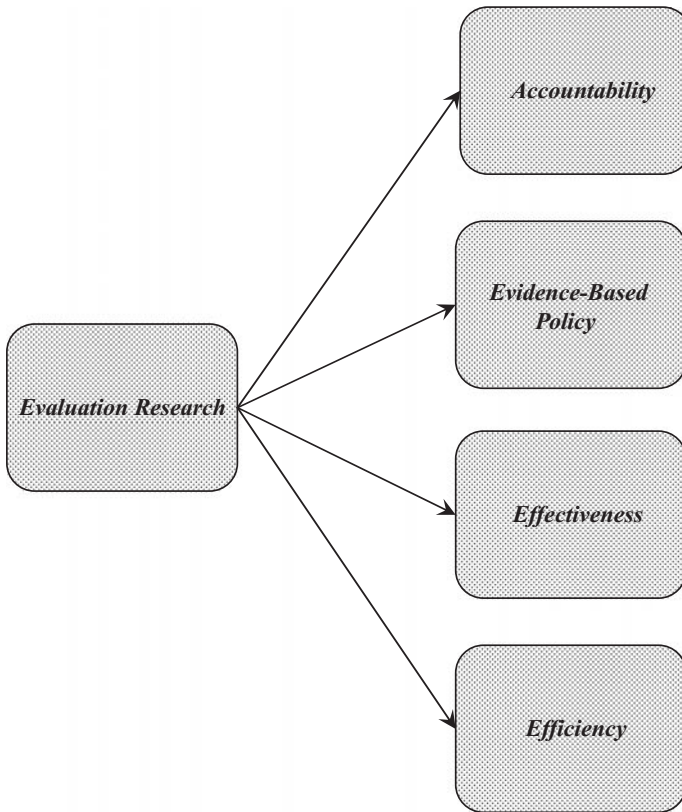 Accountability
Evidence-Based
Policy
Evaluation Research
Effectiveness
Efficiency